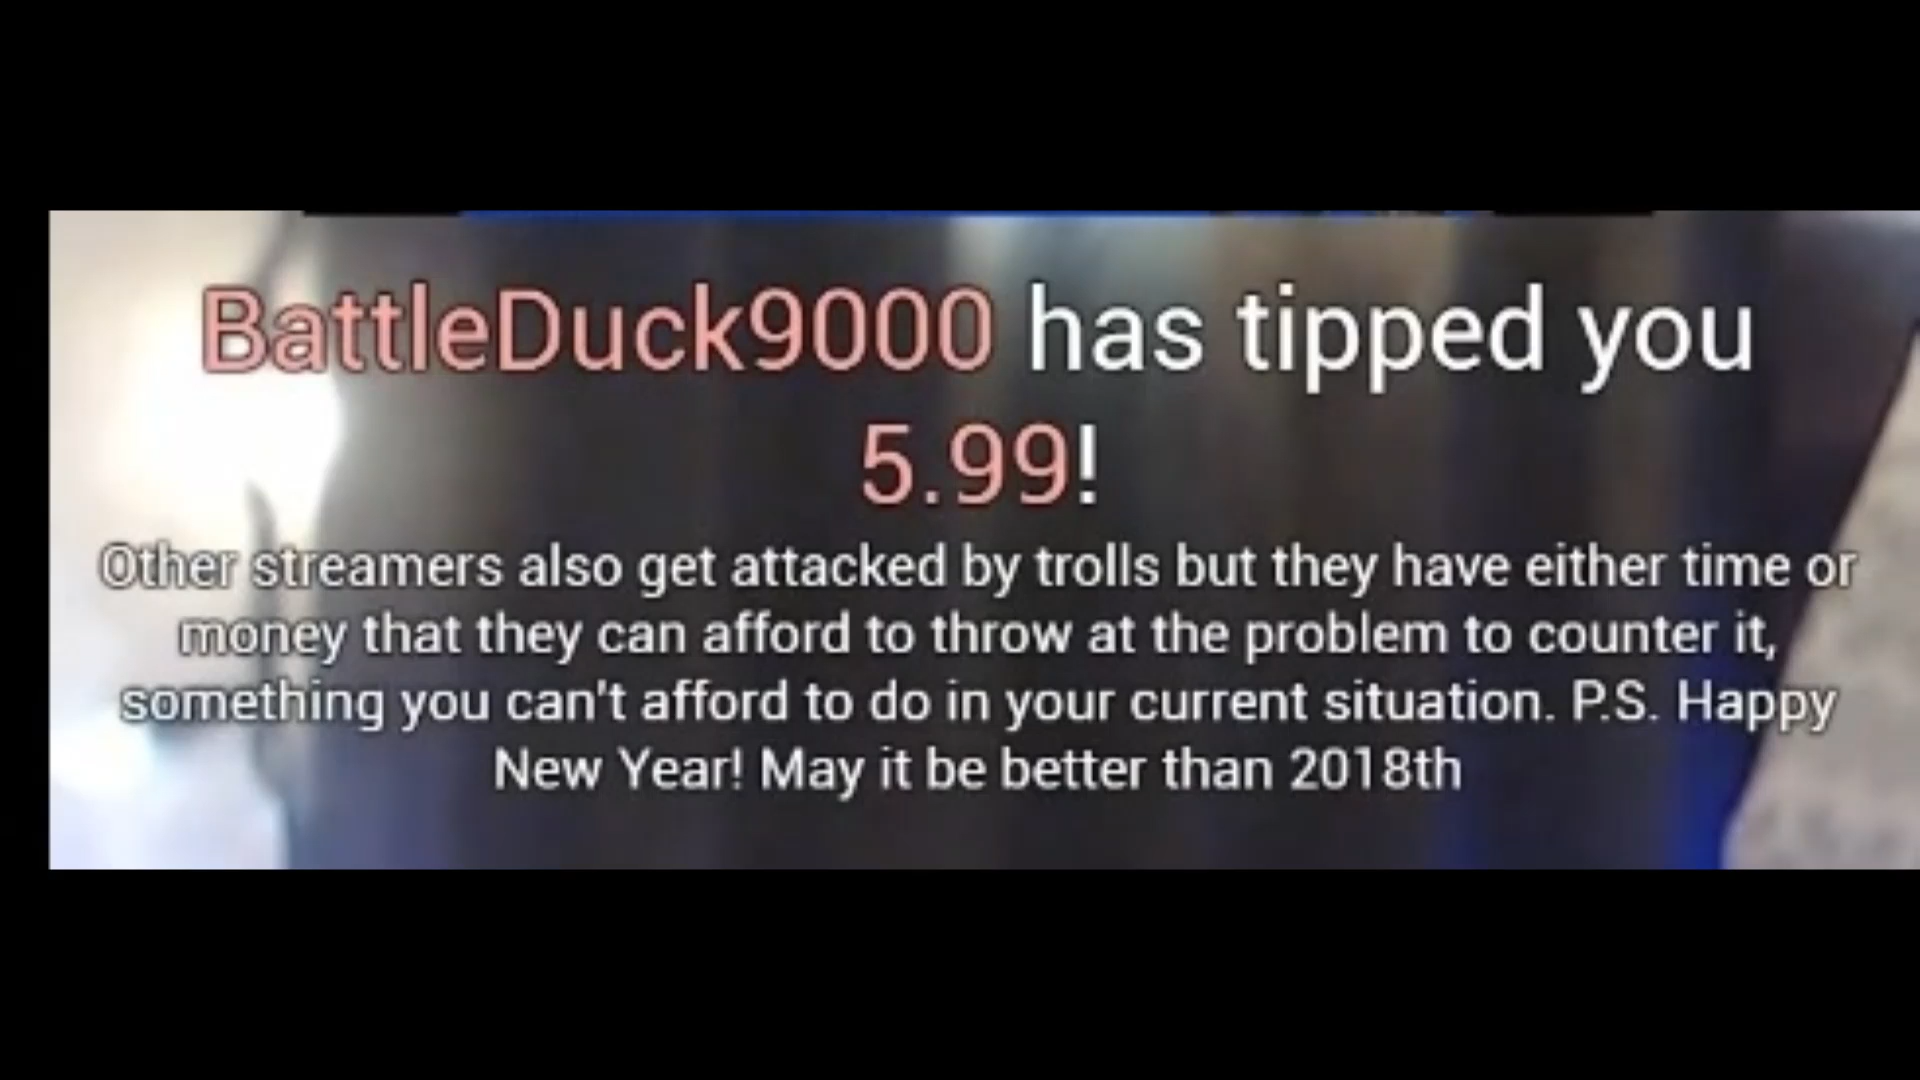 BattleDuck9000 has tipped you
5.99!
Other streamers also get attacked by trolls but they have either time or
money that they can afford to throw at the problem to counter it,
something you can't afford to do in your current situation. P.S. Happy
New Year! May it be better than 2018th